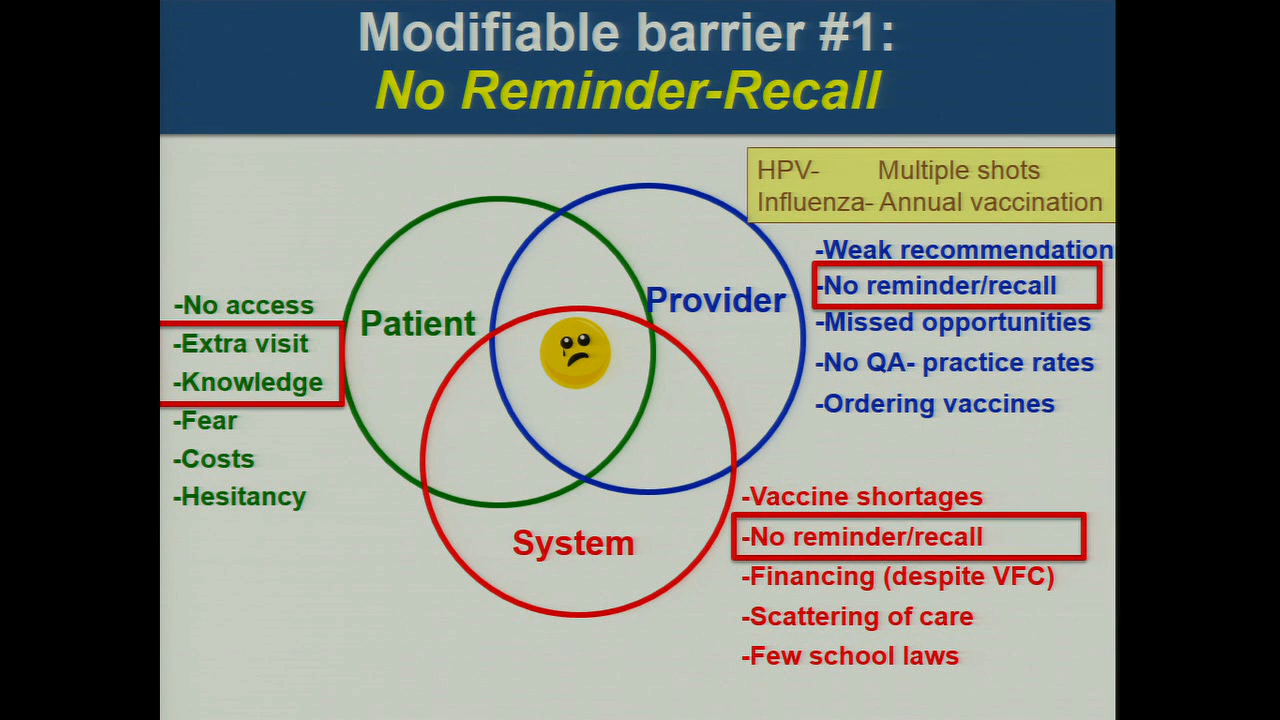 Modifiable barrier #1:
No Reminder-Recall
HPV- Multiple shots
Influenza- Annual vaccination
-Weak recommendation
-No reminder/recall
-Missed opportunities
-No QA- practice rates
-Ordering vaccines
Provider
Patient
-No access
-Extra visit
-Knowledge
-Fear
-Costs
-Hesitancy
System
-Vaccine shortages
-No reminder/recall
-Financing (despite VFC)
-Scattering of care
-Few school laws